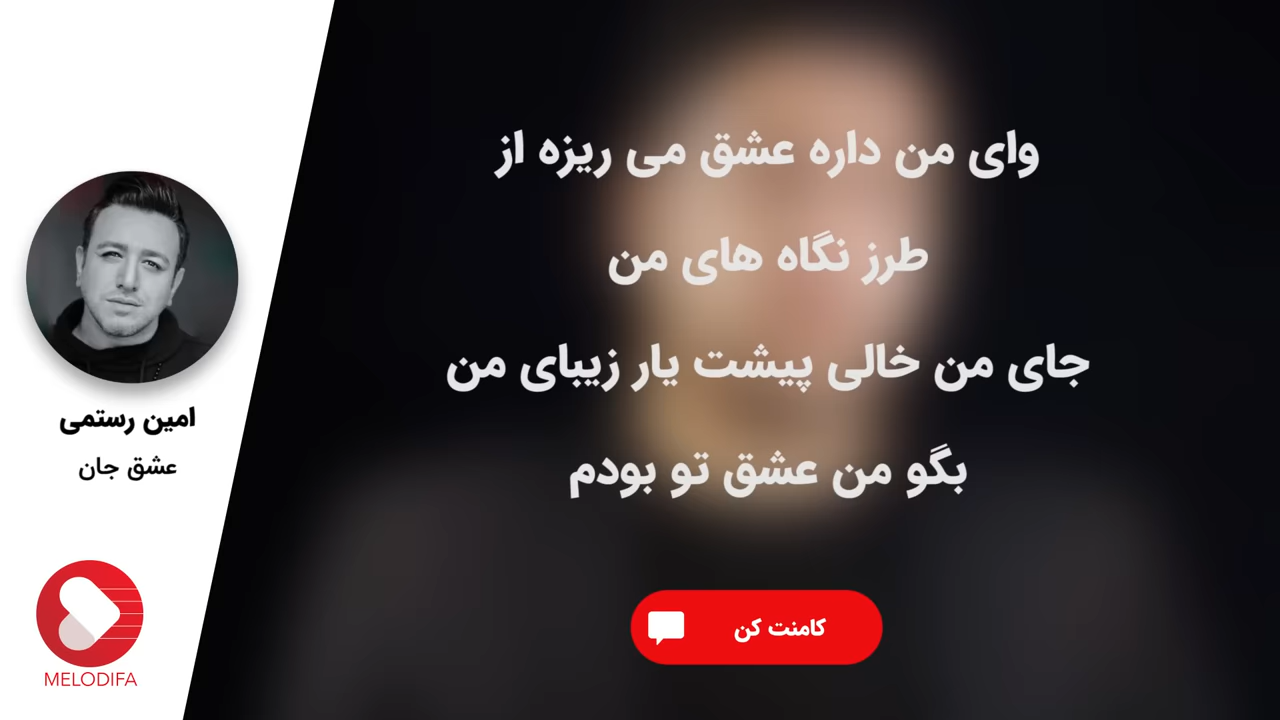 وای من داره عشق می ریزه از
طرز نگاه های من
جای من خالی پیشت یار زیبای من
بگو من عشق تو بودم
کامنت کن
امین رستمی
عشق جان
MELODIFA